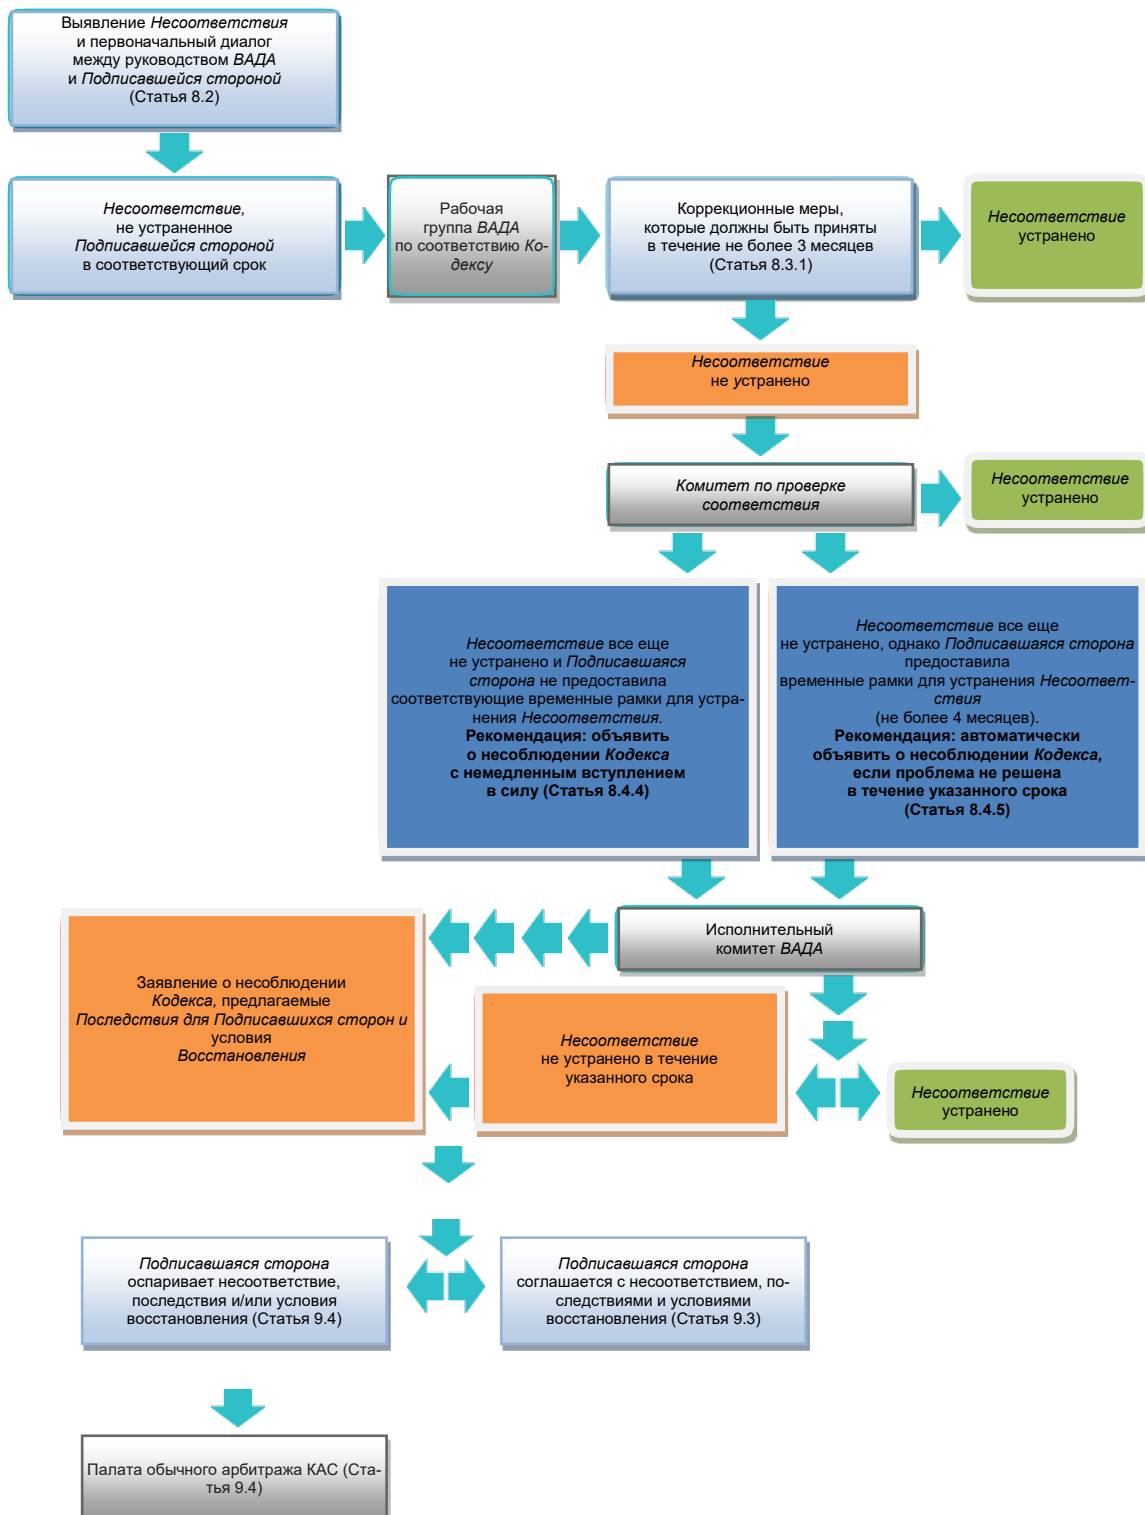 Выявление Несоответствия
и первоначальный диалог
между руководством ВАДА
и Подписавшейся стороной
(Статья 8.2)
Несоответствие,
не устраненное
Подписавшейся стороной
в соответствующий срок
Рабочая
группа ВАДА
по соответствию Ко-
дексу
Коррекционные меры,
которые должны быть приняты
в течение не более 3 месяцев
(Статья 8.3.1)
Несоответствие
устранено
Несоответствие
не устранено
Комитет по проверке
соответствия
Несоответствие
устранено
Несоответствие все еще
не устранено и Подписавшаяся
сторона не предоставила
соответствующие временные рамки для устра-
нения Несоответствия.
Рекомендация: объявить
о несоблюдении Кодекса
с немедленным вступлением
в силу (Статья 8.4.4)
Несоответствие все еще
не устранено, однако Подписавшаяся сторона
предоставила
временные рамки для устранения Несоответ-
ствия
(не более 4 месяцев).
Рекомендация: автоматически
объявить о несоблюдении Кодекса,
если проблема не решена
в течение указанного срока
(Статья 8.4.5)
Исполнительный
комитет ВАДА
Заявление о несоблюдении
Кодекса, предлагаемые
Последствия для Подписавшихся сторон и
условия
Восстановления
Несоответствие
не устранено в течение
указанного срока
Несоответствие
устранено
Подписавшаяся сторона
оспаривает несоответствие,
последствия и/или условия
восстановления (Статья 9.4)
Подписавшаяся сторона
соглашается с несоответствием, по-
следствиями и условиями
восстановления (Статья 9.3)
Палата обычного арбитража КАС (Ста-
тья 9.4)